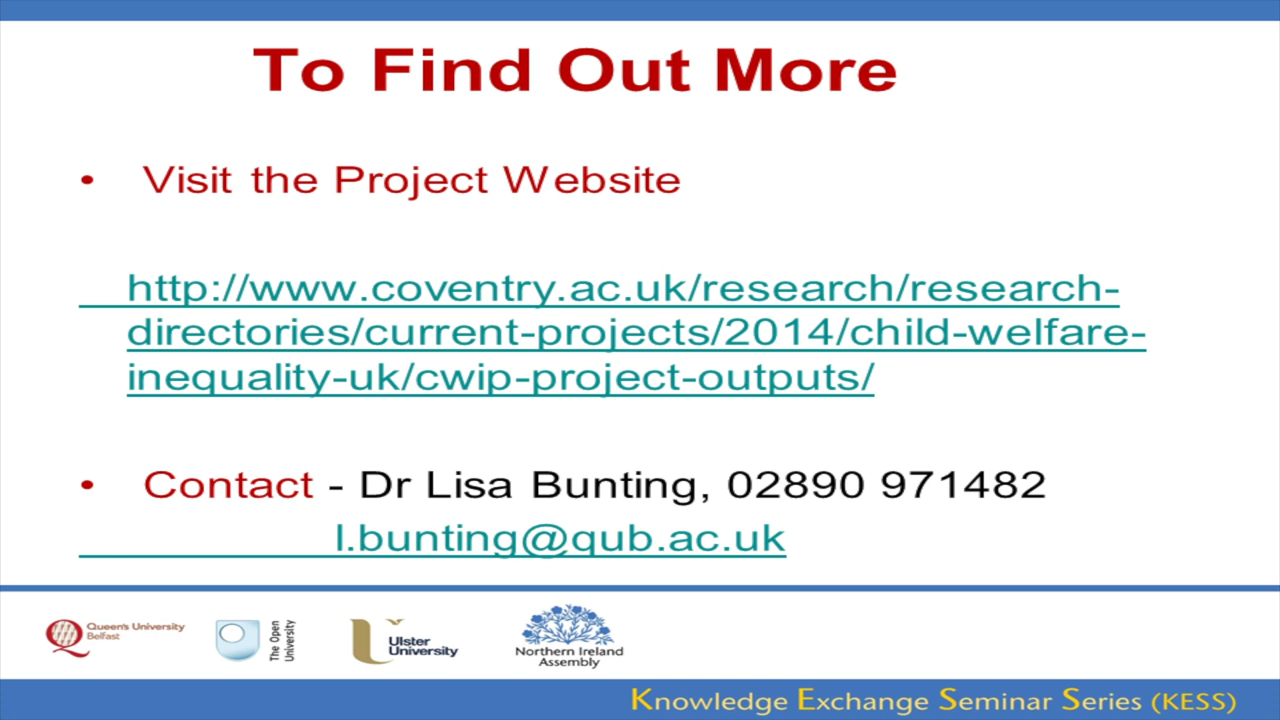 To Find Out More
• Visit the Project Website
http://www.coventry.ac.uk/research/research-
directories/current-projects/2014/child-welfare-
inequality-uk/cwip-project-outputs/
• Contact - Dr Lisa Bunting, 02890 971482
l.bunting@qub.ac.uk
Queen's University
Belfast
The Open
University
Ulster
University
Northern Ireland
Assembly
Knowledge Exchange Seminar Series (KESS)